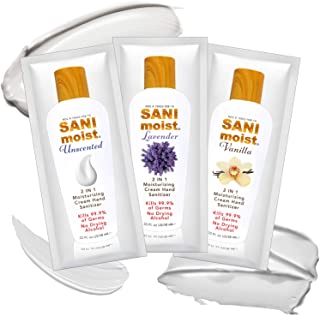 SANI
moist.
Unscented
2 IN 1
Moisturizing
Cream Hand
Sanitizer
Kills 99.9%
of Germs
No Drying
Alcohol
SANI
moist.
Lavender
2 IN 1
Moisturizing
Cream Hand
Sanitizer
Kills 99.9%
of Germs
No Drying
Alcohol!
SANI
moist.
Vanilla
2 IN 1
Moisturizing
Cream Hand
Sanitizer
Kills 99.9%
of Germs
No Drying
Alcohol!